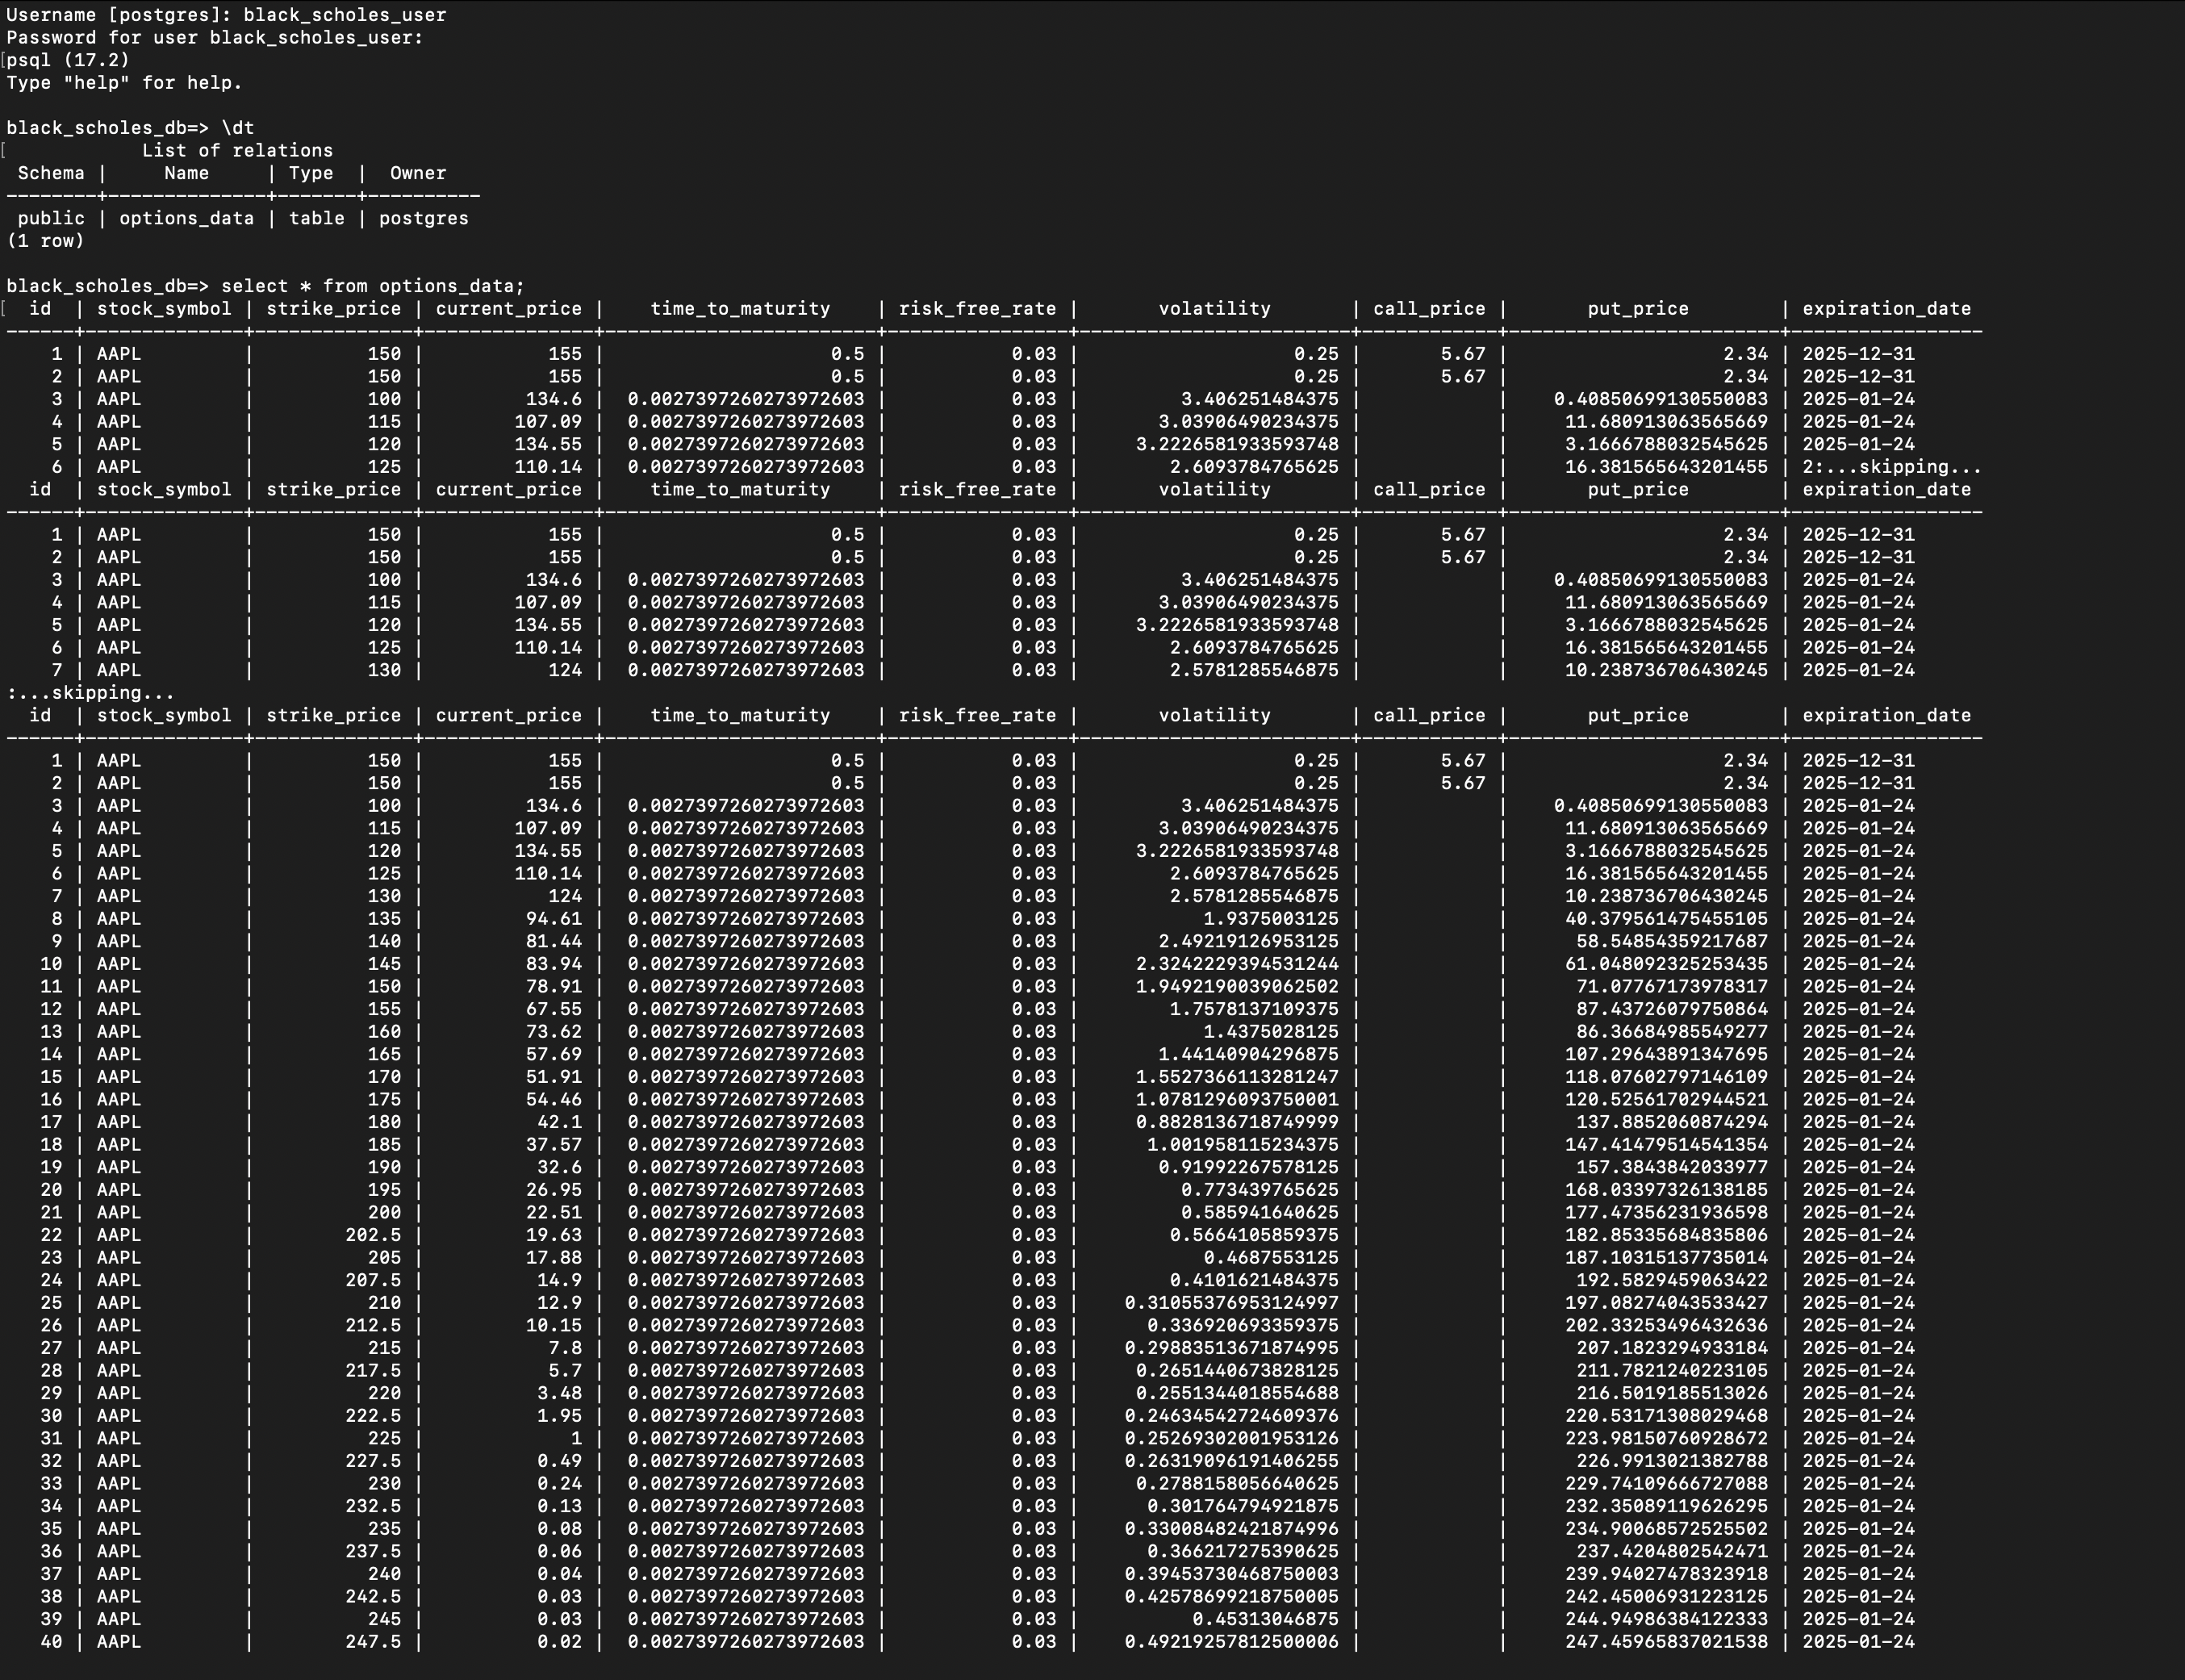 Username [postgres]: black_scholes_user
Password for user black_scholes_user:
[psql (17.2)
Type "help" for help.

black_scholes_db=> \dt
[           List of relations
 Schema |     Name     | Type  |  Owner
--------+--------------+-------+----------
 public | options_data | table | postgres
(1 row)

black_scholes_db=> select * from options_data;
[ id  | stock_symbol | strike_price | current_price |    time_to_maturity    | risk_free_rate |       volatility       | call_price |       put_price        | expiration_date
------+--------------+--------------+---------------+------------------------+----------------+------------------------+------------+------------------------+-----------------
1 | AAPL | 150 | 155 | 0.5 | 0.03 | 0.25 | 5.67 | 2.34 | 2025-12-31
2 | AAPL | 150 | 155 | 0.5 | 0.03 | 0.25 | 5.67 | 2.34 | 2025-12-31
3 | AAPL | 100 | 134.6 | 0.0027397260273972603 | 0.03 | 3.406251484375 | | 0.40850699130550083 | 2025-01-24
4 | AAPL | 115 | 107.09 | 0.0027397260273972603 | 0.03 | 3.03906490234375 | | 11.680913063565669 | 2025-01-24
5 | AAPL | 120 | 134.55 | 0.0027397260273972603 | 0.03 | 3.2226581933593748 | | 3.1666788032545625 | 2025-01-24
6 | AAPL | 125 | 110.14 | 0.0027397260273972603 | 0.03 | 2.6093784765625 | | 16.381565643201455 | 2:...skipping...
id | stock_symbol | strike_price | current_price | time_to_maturity | risk_free_rate | volatility | call_price | put_price | expiration_date
------+--------------+--------------+---------------+------------------------+----------------+------------------------+------------+------------------------+-----------------
1 | AAPL | 150 | 155 | 0.5 | 0.03 | 0.25 | 5.67 | 2.34 | 2025-12-31
2 | AAPL | 150 | 155 | 0.5 | 0.03 | 0.25 | 5.67 | 2.34 | 2025-12-31
3 | AAPL | 100 | 134.6 | 0.0027397260273972603 | 0.03 | 3.406251484375 | | 0.40850699130550083 | 2025-01-24
4 | AAPL | 115 | 107.09 | 0.0027397260273972603 | 0.03 | 3.03906490234375 | | 11.680913063565669 | 2025-01-24
5 | AAPL | 120 | 134.55 | 0.0027397260273972603 | 0.03 | 3.2226581933593748 | | 3.1666788032545625 | 2025-01-24
6 | AAPL | 125 | 110.14 | 0.0027397260273972603 | 0.03 | 2.6093784765625 | | 16.381565643201455 | 2025-01-24
7 | AAPL | 130 | 124 | 0.0027397260273972603 | 0.03 | 2.5781285546875 | | 10.238736706430245 | 2025-01-24
:...skipping...
id | stock_symbol | strike_price | current_price | time_to_maturity | risk_free_rate | volatility | call_price | put_price | expiration_date
------+--------------+--------------+---------------+------------------------+----------------+------------------------+------------+------------------------+-----------------
1 | AAPL | 150 | 155 | 0.5 | 0.03 | 0.25 | 5.67 | 2.34 | 2025-12-31
2 | AAPL | 150 | 155 | 0.5 | 0.03 | 0.25 | 5.67 | 2.34 | 2025-12-31
3 | AAPL | 100 | 134.6 | 0.0027397260273972603 | 0.03 | 3.406251484375 | | 0.40850699130550083 | 2025-01-24
4 | AAPL | 115 | 107.09 | 0.0027397260273972603 | 0.03 | 3.03906490234375 | | 11.680913063565669 | 2025-01-24
5 | AAPL | 120 | 134.55 | 0.0027397260273972603 | 0.03 | 3.2226581933593748 | | 3.1666788032545625 | 2025-01-24
6 | AAPL | 125 | 110.14 | 0.0027397260273972603 | 0.03 | 2.6093784765625 | | 16.381565643201455 | 2025-01-24
7 | AAPL | 130 | 124 | 0.0027397260273972603 | 0.03 | 2.5781285546875 | | 10.238736706430245 | 2025-01-24
8 | AAPL | 135 | 94.61 | 0.0027397260273972603 | 0.03 | 1.9375003125 | | 40.379561475455105 | 2025-01-24
9 | AAPL | 140 | 81.44 | 0.0027397260273972603 | 0.03 | 2.49219126953125 | | 58.54854359217687 | 2025-01-24
10 | AAPL | 145 | 83.94 | 0.0027397260273972603 | 0.03 | 2.3242229394531244 | | 61.048092325253435 | 2025-01-24
11 | AAPL | 150 | 78.91 | 0.0027397260273972603 | 0.03 | 1.9492190039062502 | | 71.07767173978317 | 2025-01-24
12 | AAPL | 155 | 67.55 | 0.0027397260273972603 | 0.03 | 1.7578137109375 | | 87.43726079750864 | 2025-01-24
13 | AAPL | 160 | 73.62 | 0.0027397260273972603 | 0.03 | 1.4375028125 | | 86.36684985549277 | 2025-01-24
14 | AAPL | 165 | 57.69 | 0.0027397260273972603 | 0.03 | 1.44140904296875 | | 107.29643891347695 | 2025-01-24
15 | AAPL | 170 | 51.91 | 0.0027397260273972603 | 0.03 | 1.5527366113281247 | | 118.07602797146109 | 2025-01-24
16 | AAPL | 175 | 54.46 | 0.0027397260273972603 | 0.03 | 1.0781296093750001 | | 120.52561702944521 | 2025-01-24
17 | AAPL | 180 | 42.1 | 0.0027397260273972603 | 0.03 | 0.8828136718749999 | | 137.8852060874294 | 2025-01-24
18 | AAPL | 185 | 37.57 | 0.0027397260273972603 | 0.03 | 1.001958115234375 | | 147.41479514541354 | 2025-01-24
19 | AAPL | 190 | 32.6 | 0.0027397260273972603 | 0.03 | 0.91992267578125 | | 157.3843842033977 | 2025-01-24
20 | AAPL | 195 | 26.95 | 0.0027397260273972603 | 0.03 | 0.773439765625 | | 168.03397326138185 | 2025-01-24
21 | AAPL | 200 | 22.51 | 0.0027397260273972603 | 0.03 | 0.585941640625 | | 177.47356231936598 | 2025-01-24
22 | AAPL | 202.5 | 19.63 | 0.0027397260273972603 | 0.03 | 0.5664105859375 | | 182.85335684835806 | 2025-01-24
23 | AAPL | 205 | 17.88 | 0.0027397260273972603 | 0.03 | 0.4687553125 | | 187.10315137735014 | 2025-01-24
24 | AAPL | 207.5 | 14.9 | 0.0027397260273972603 | 0.03 | 0.4101621484375 | | 192.5829459063422 | 2025-01-24
25 | AAPL | 210 | 12.9 | 0.0027397260273972603 | 0.03 | 0.31055376953124997 | | 197.08274043533427 | 2025-01-24
26 | AAPL | 212.5 | 10.15 | 0.0027397260273972603 | 0.03 | 0.336920693359375 | | 202.33253496432636 | 2025-01-24
27 | AAPL | 215 | 7.8 | 0.0027397260273972603 | 0.03 | 0.29883513671874995 | | 207.1823294933184 | 2025-01-24
28 | AAPL | 217.5 | 5.7 | 0.0027397260273972603 | 0.03 | 0.2651440673828125 | | 211.7821240223105 | 2025-01-24
29 | AAPL | 220 | 3.48 | 0.0027397260273972603 | 0.03 | 0.2551344018554688 | | 216.5019185513026 | 2025-01-24
30 | AAPL | 222.5 | 1.95 | 0.0027397260273972603 | 0.03 | 0.24634542724609376 | | 220.53171308029468 | 2025-01-24
31 | AAPL | 225 | 1 | 0.0027397260273972603 | 0.03 | 0.25269302001953126 | | 223.98150760928672 | 2025-01-24
32 | AAPL | 227.5 | 0.49 | 0.0027397260273972603 | 0.03 | 0.26319096191406255 | | 226.9913021382788 | 2025-01-24
33 | AAPL | 230 | 0.24 | 0.0027397260273972603 | 0.03 | 0.2788158056640625 | | 229.74109666727088 | 2025-01-24
34 | AAPL | 232.5 | 0.13 | 0.0027397260273972603 | 0.03 | 0.301764794921875 | | 232.35089119626295 | 2025-01-24
35 | AAPL | 235 | 0.08 | 0.0027397260273972603 | 0.03 | 0.33008482421874996 | | 234.90068572525502 | 2025-01-24
36 | AAPL | 237.5 | 0.06 | 0.0027397260273972603 | 0.03 | 0.366217275390625 | | 237.4204802542471 | 2025-01-24
37 | AAPL | 240 | 0.04 | 0.0027397260273972603 | 0.03 | 0.39453730468750003 | | 239.94027478323918 | 2025-01-24
38 | AAPL | 242.5 | 0.03 | 0.0027397260273972603 | 0.03 | 0.42578699218750005 | | 242.45006931223125 | 2025-01-24
39 | AAPL | 245 | 0.03 | 0.0027397260273972603 | 0.03 | 0.45313046875 | | 244.94986384122333 | 2025-01-24
40 | AAPL | 247.5 | 0.02 | 0.0027397260273972603 | 0.03 | 0.49219257812500006 | | 247.45965837021538 | 2025-01-24